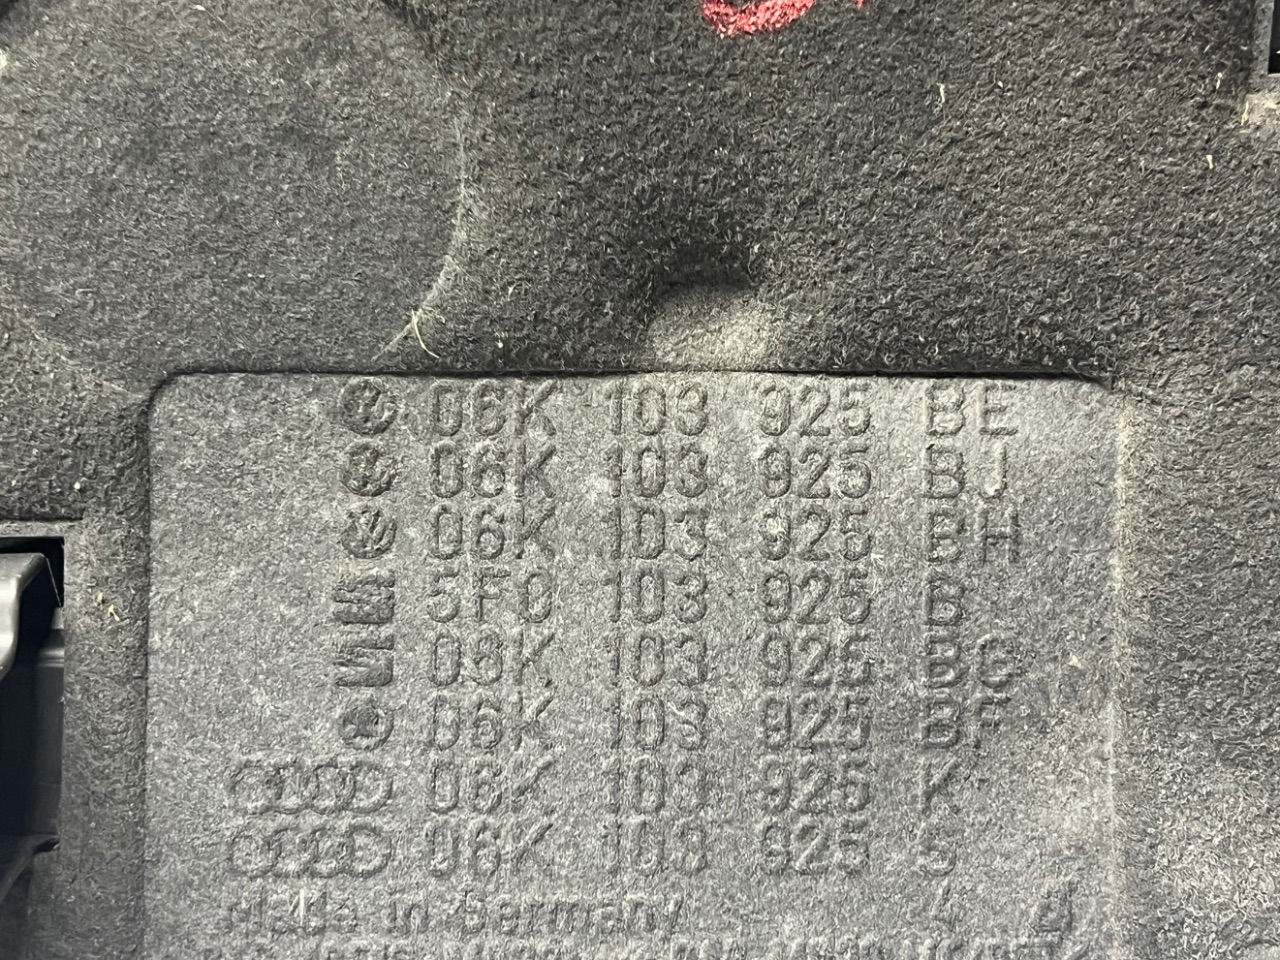 06K 103 925 BE
06K 103 925 BJ
06K 103 925 BH
5F0 103 925 B
06K 103 925 BG
06K 103 925 BF
06K 103 925 K
06K 103 925 S
Made in Germany 4